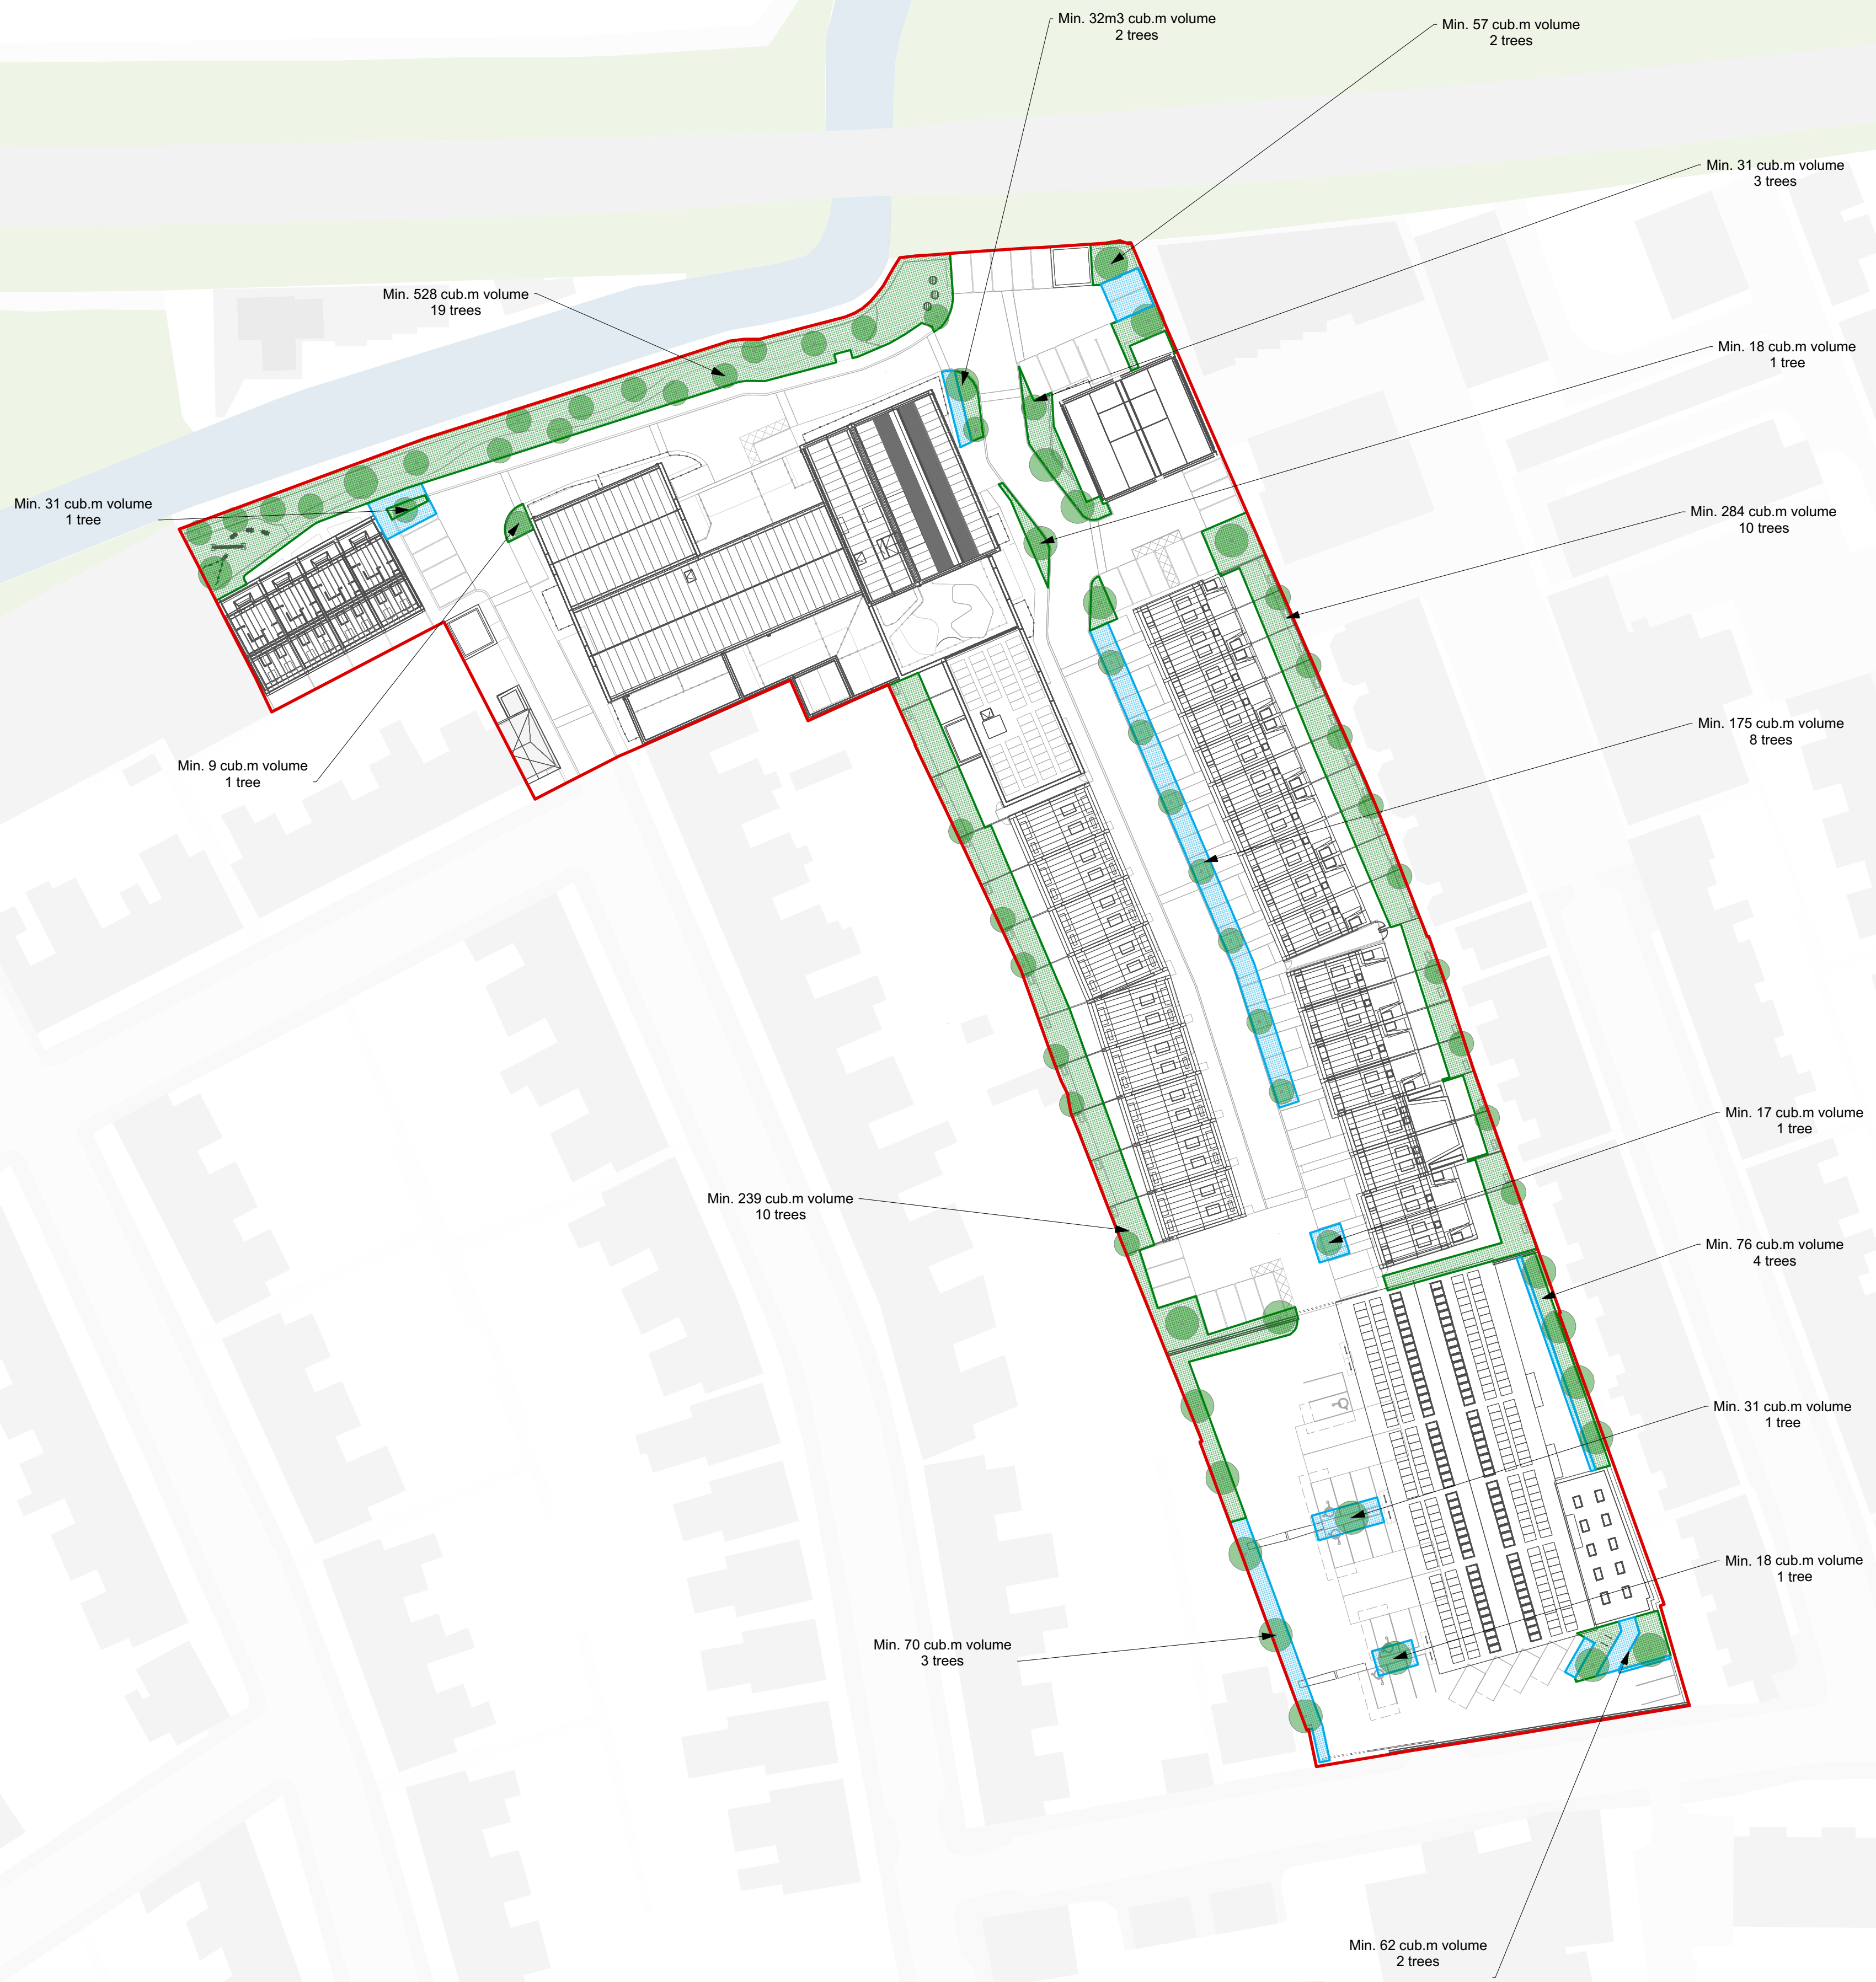 Min. 32m3 cub.m volume
2 trees
Min. 57 cub.m volume
2 trees
Min. 31 cub.m volume
3 trees
Min. 528 cub.m volume
19 trees
Min. 18 cub.m volume
1 tree
Min. 31 cub.m volume
1 tree
Min. 284 cub.m volume
10 trees
Min. 175 cub.m volume
8 trees
Min. 9 cub.m volume
1 tree
Min. 17 cub.m volume
1 tree
Min. 239 cub.m volume
10 trees
Min. 76 cub.m volume
4 trees
Min. 31 cub.m volume
1 tree
Min. 18 cub.m volume
1 tree
Min. 70 cub.m volume
3 trees
Min. 62 cub.m volume
2 trees